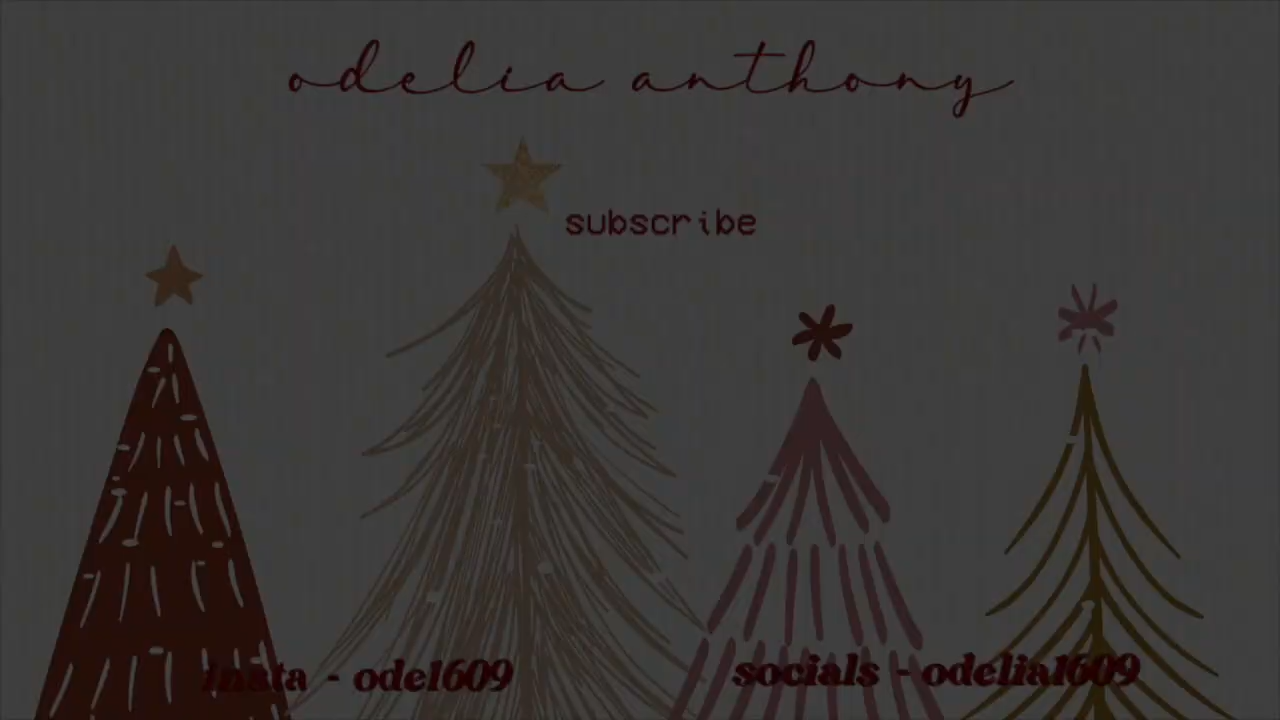 odelia anthony
subscribe
insta - ode1609
socials - odelia1609